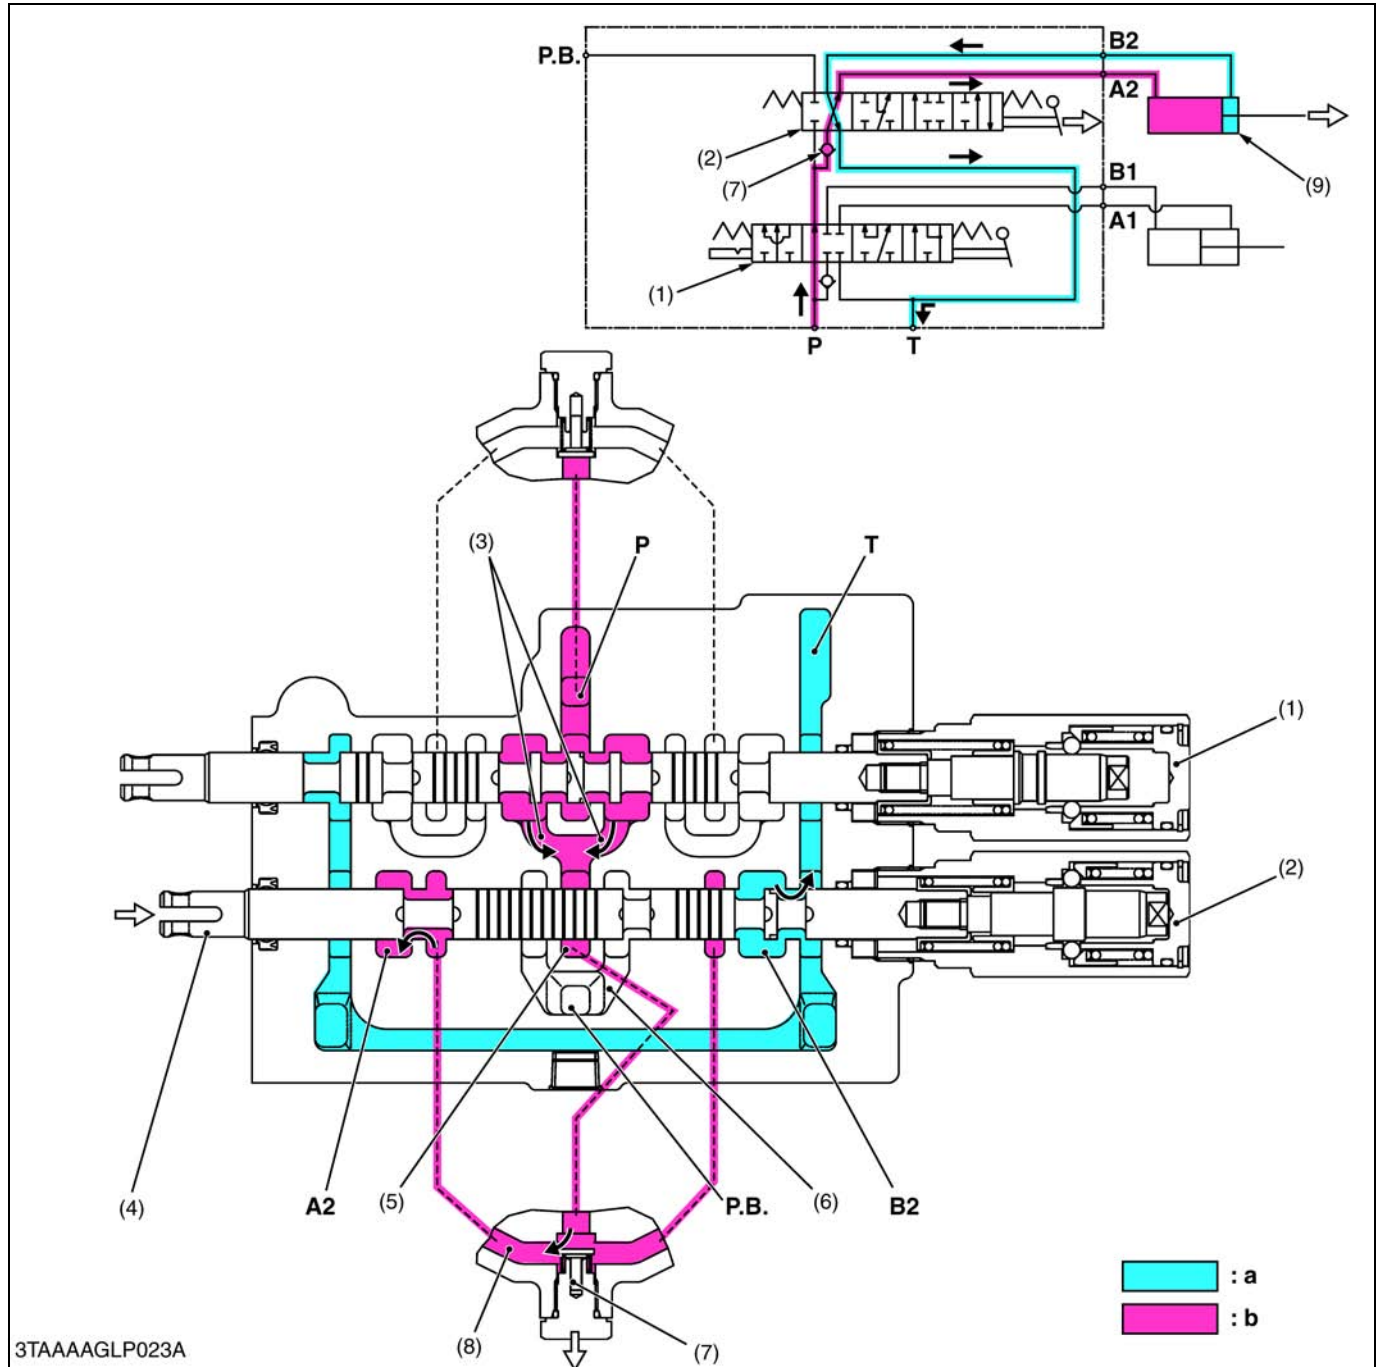 P.B.
B2
A2
(2)
(7)
(9)
B1
A1
(1)
P
T
(3)
P
T
(1)
(2)
(4)
A2
(5)
P.B.
(6)
B2
: a
: b
(8)
(7)
3TAAAAGLP023A